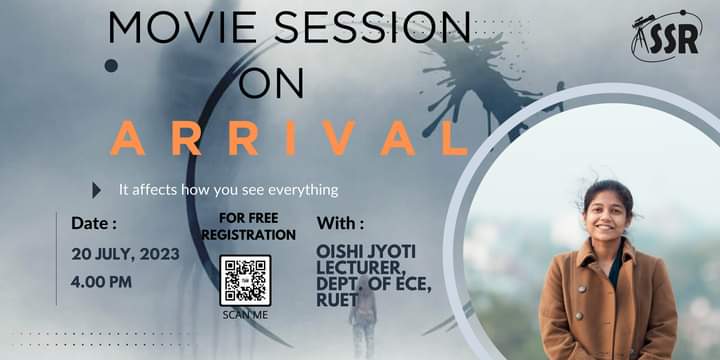 MOVIE SESSION
ON
ARRIVAL
It affects how you see everything
Date :
20 JULY, 2023
4.00 PM
FOR FREE
REGISTRATION
SCAN ME
With :
OISHI JYOTI
LECTURER,
DEPT. OF ECE,
RUET
ASSR